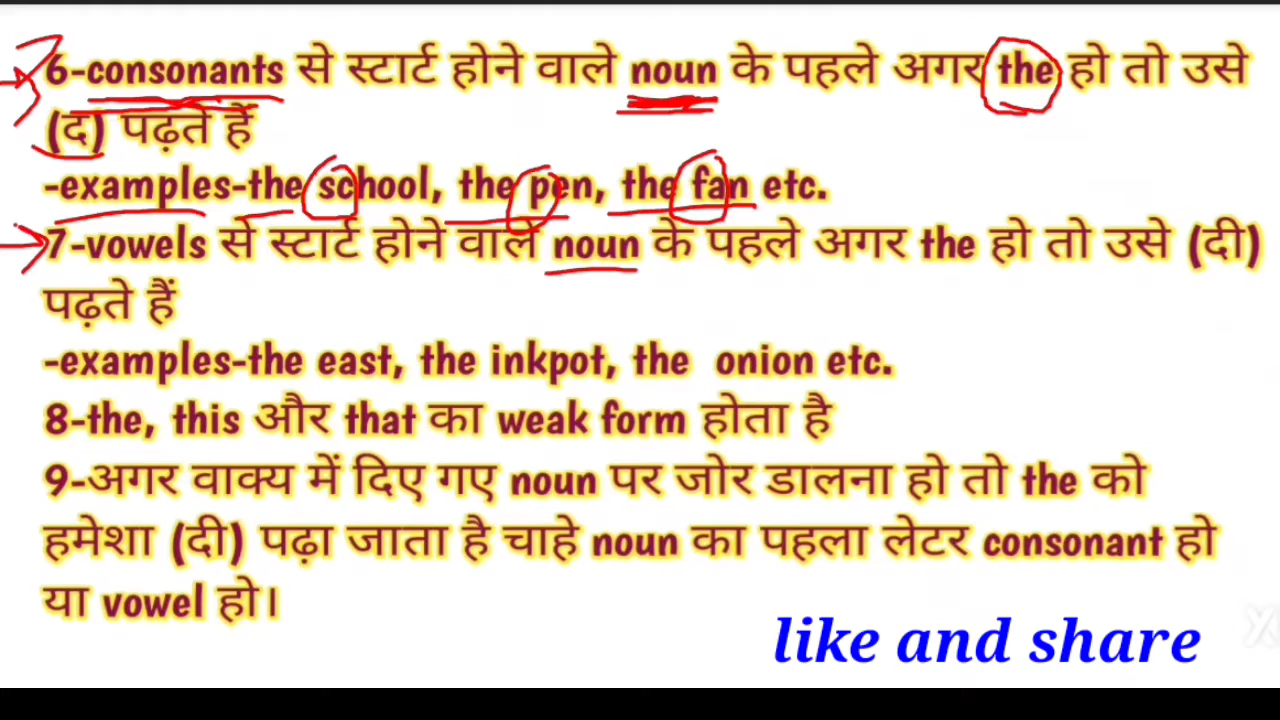 6-consonants से स्टार्ट होने वाले noun के पहले अगर the हो तो उसे
(द) पढ़ते हैं
-examples-the school, the pen, the fan etc.
7-vowels से स्टार्ट होने वाले noun के पहले अगर the हो तो उसे (दी)
पढ़ते हैं
-examples-the east, the inkpot, the onion etc.
8-the, this और that का weak form होता है
9-अगर वाक्य में दिए गए noun पर जोर डालना हो तो the को
हमेशा (दी) पढ़ा जाता है चाहे noun का पहला लेटर consonant हो
या vowel हो।
like and share